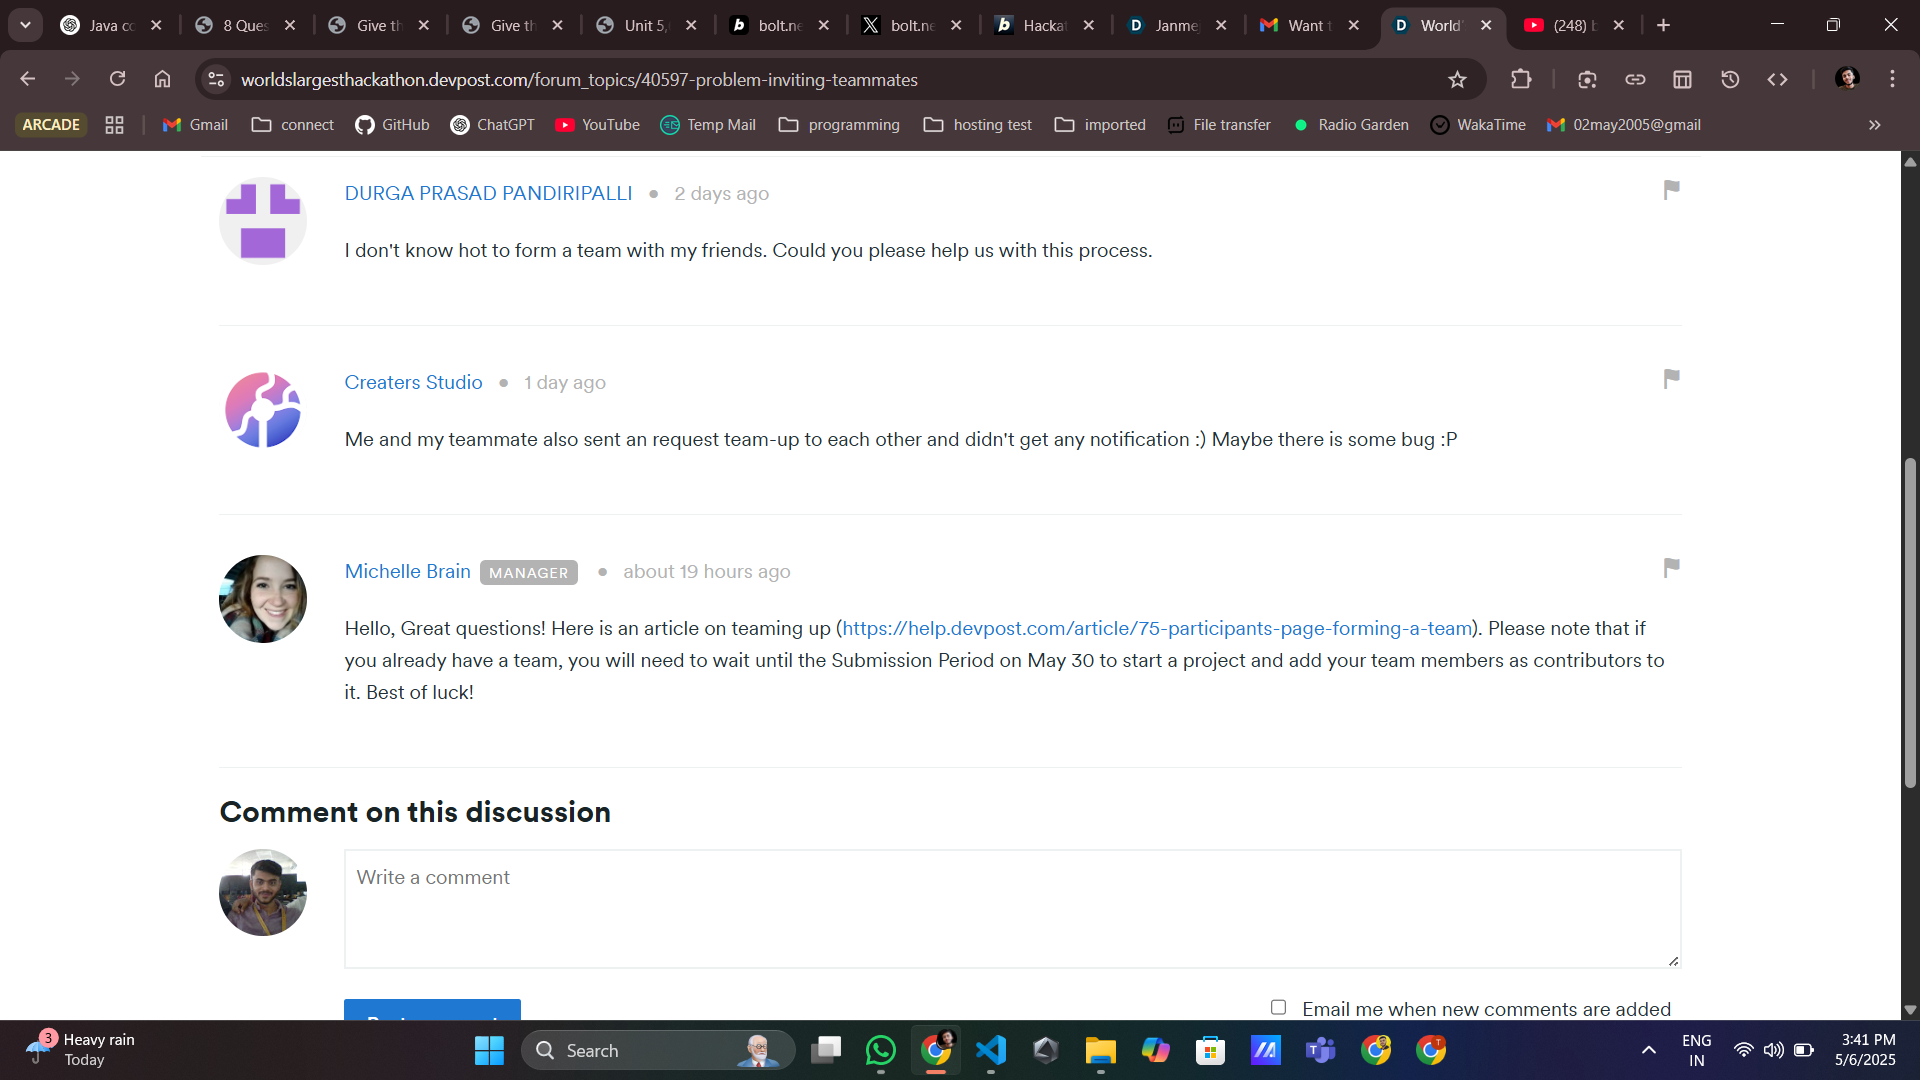 Java co
8 Ques
Give th
Give th
Unit 5,
bolt.ne
bolt.ne
Hackat
Janme
Want t
World'
(248) b
worldslargesthackathon.devpost.com/forum_topics/40597-problem-inviting-teammates
ARCADE
Gmail
connect
GitHub
ChatGPT
YouTube
Temp Mail
programming
hosting test
imported
File transfer
Radio Garden
WakaTime
02may2005@gmail
DURGA PRASAD PANDIRIPALLI • 2 days ago
I don't know hot to form a team with my friends. Could you please help us with this process.
Creaters Studio • 1 day ago
Me and my teammate also sent an request team-up to each other and didn't get any notification :) Maybe there is some bug :P
Michelle Brain MANAGER • about 19 hours ago
Hello, Great questions! Here is an article on teaming up (https://help.devpost.com/article/75-participants-page-forming-a-team). Please note that if
you already have a team, you will need to wait until the Submission Period on May 30 to start a project and add your team members as contributors to
it. Best of luck!
Comment on this discussion
Write a comment
Email me when new comments are added
3
Heavy rain
Today
Search
ENG
IN
3:41 PM
5/6/2025